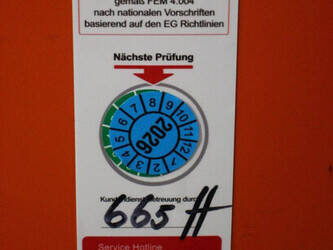 gemäß FEM 4.004
nach nationalen Vorschriften
basierend auf den EG Richtlinien
Nächste Prüfung
1 2 3 4 5 6 7 8 9 10 11 12
2026
Kundendienstbetreuung durch
665 H
Service Hotline